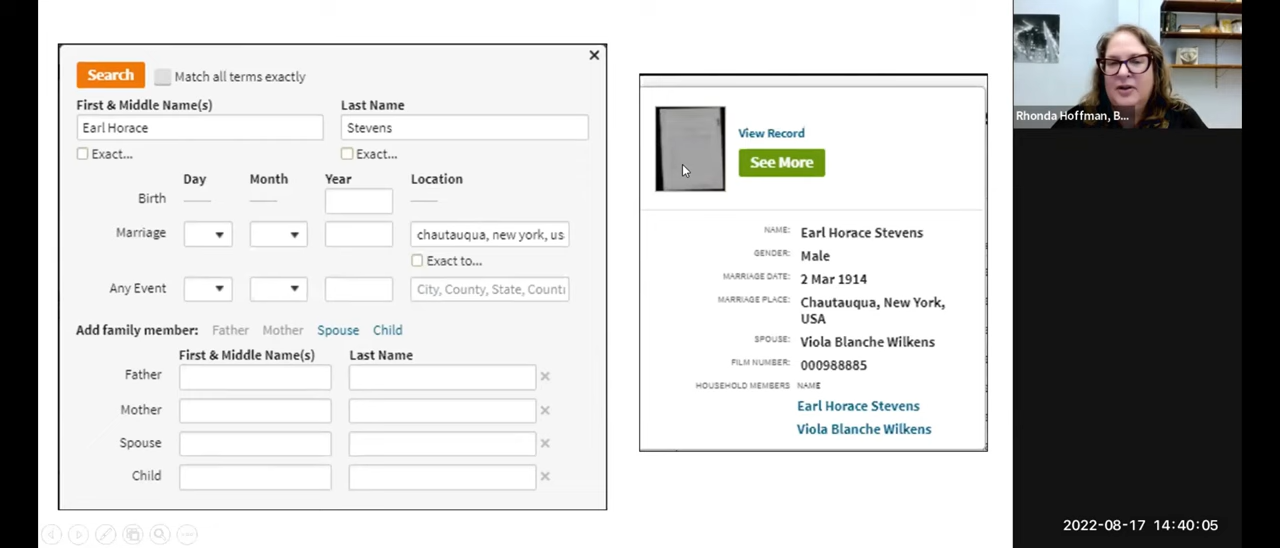 Search
Match all terms exactly
First & Middle Name(s) Last Name
Earl Horace Stevens
Exact... Exact...
Day Month Year Location
Birth
Marriage chautauqua, new york, us
Exact to...
Any Event City, County, State, Count
Add family member: Father Mother Spouse Child
First & Middle Name(s) Last Name
Father
Mother
Spouse
Child
View Record
See More
NAME: Earl Horace Stevens
GENDER: Male
MARRIAGE DATE: 2 Mar 1914
MARRIAGE PLACE: Chautauqua, New York,
USA
SPOUSE: Viola Blanche Wilkens
FILM NUMBER: 000988885
HOUSEHOLD MEMBERS NAME
Earl Horace Stevens
Viola Blanche Wilkens
Rhonda Hoffman, B...
2022-08-17 14:40:05